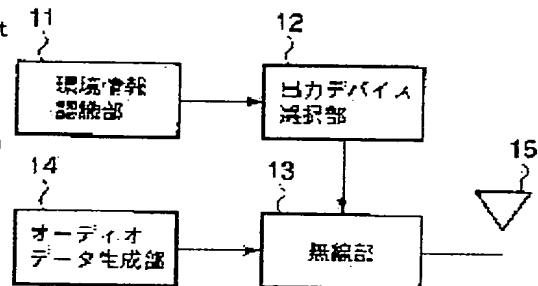 11
環境情報
認識部
12
出力デバイス
選択部
14
オーディオ
データ生成部
13
無線部
15